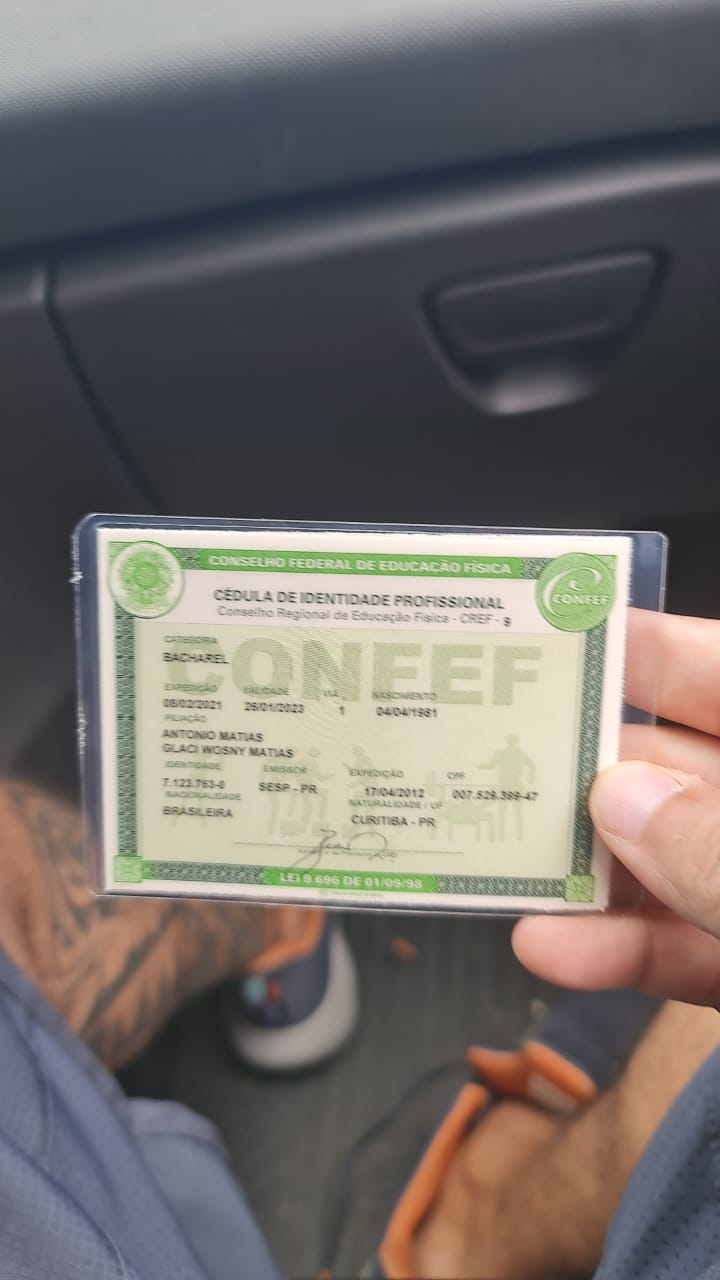 CONSELHO FEDERAL DE EDUCAÇÃO FÍSICA
CONFEF
CÉDULA DE IDENTIDADE PROFISSIONAL
Conselho Regional de Educação Física - CREF - 9
CONFEF
CATEGORIA
BACHAREL
EXPEDIÇÃO VALIDADE VIA NASCIMENTO
08/02/2021 26/01/2023 1 04/04/1981
FILIAÇÃO
ANTONIO MATIAS
GLACI WOSNY MATIAS
IDENTIDADE EMISSOR EXPEDIÇÃO CPF
7.123.763-0 SESP - PR 17/04/2012 007.529.399-47
NACIONALIDADE NATURALIDADE / UF
BRASILEIRA CURITIBA - PR
LEI 9.696 DE 01/09/98